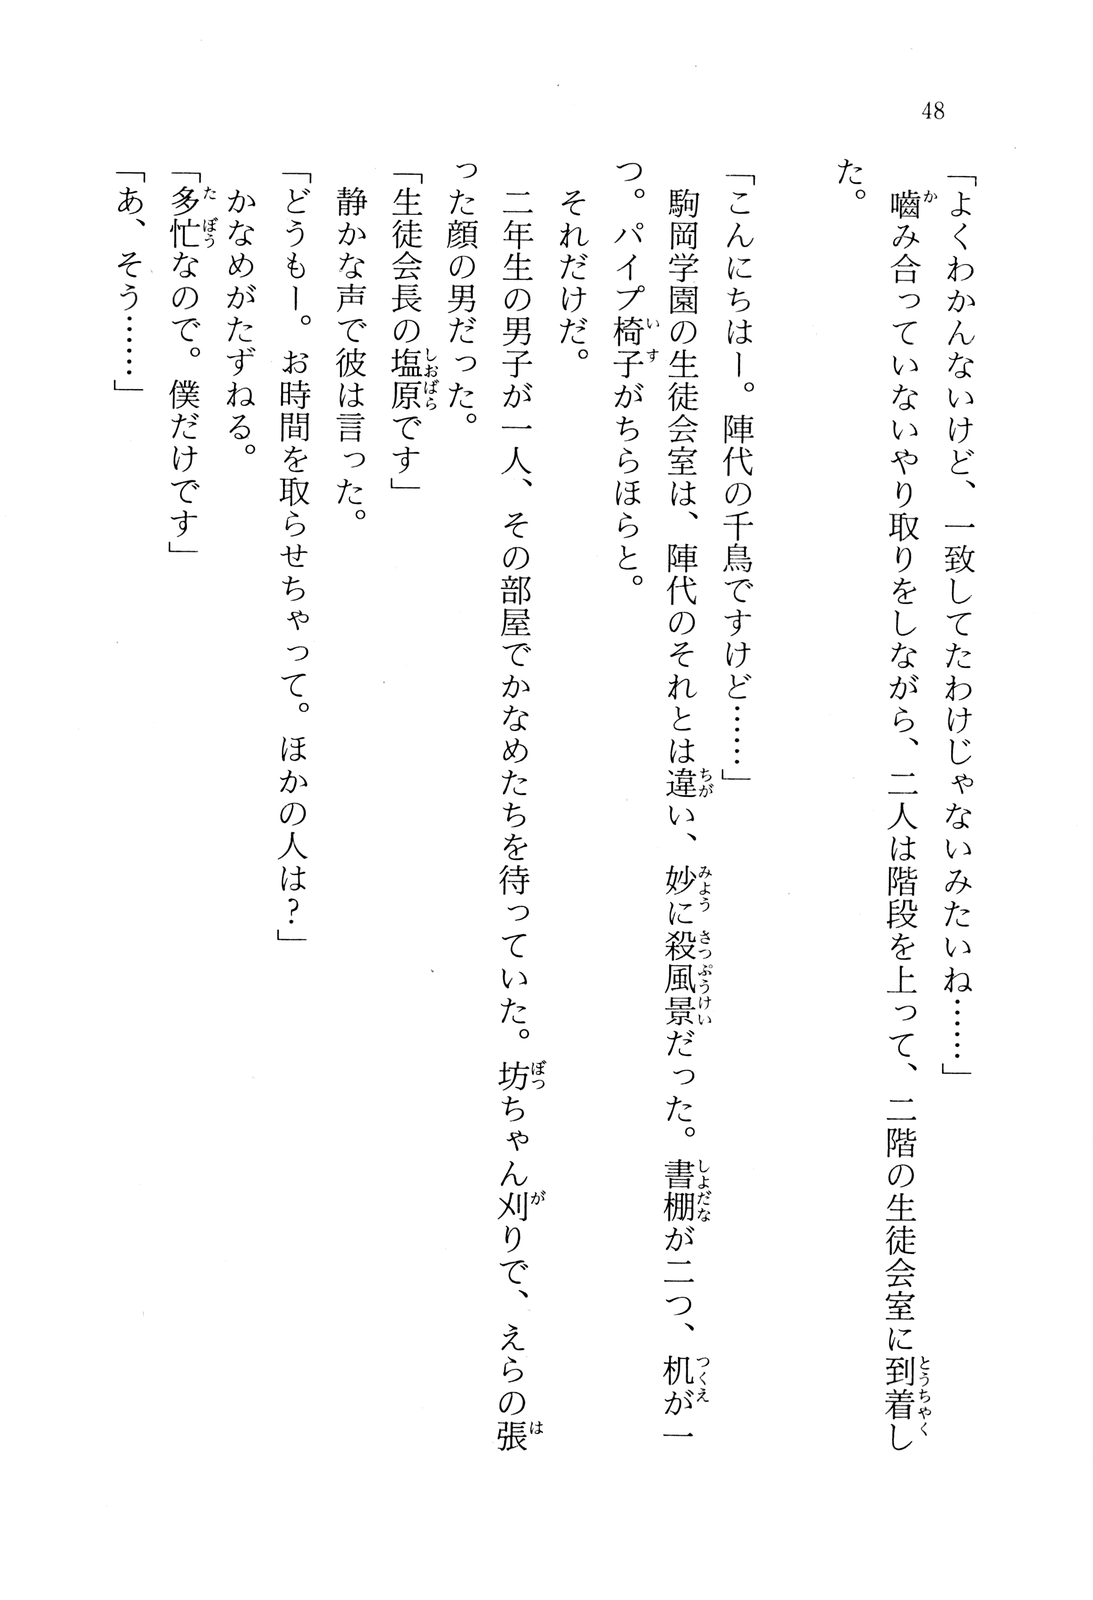 48
「よくわかんないけど、一致してたわけじゃないみたいね……」
嚙み合っていないやり取りをしながら、二人は階段を上って、二階の生徒会室に到着し
た。
「こんにちはー。陣代の千鳥ですけど……」
駒岡学園の生徒会室は、陣代のそれとは違い、妙に殺風景だった。書棚が二つ、机が一
つ。パイプ椅子がちらほらと。
それだけだ。
二年生の男子が一人、その部屋でかなめたちを待っていた。坊ちゃん刈りで、えらの張
った顔の男だった。
「生徒会長の塩原です」
静かな声で彼は言った。
「どうもー。お時間を取らせちゃって。ほかの人は？」
かなめがたずねる。
「多忙なので。僕だけです」
「あ、そう……」